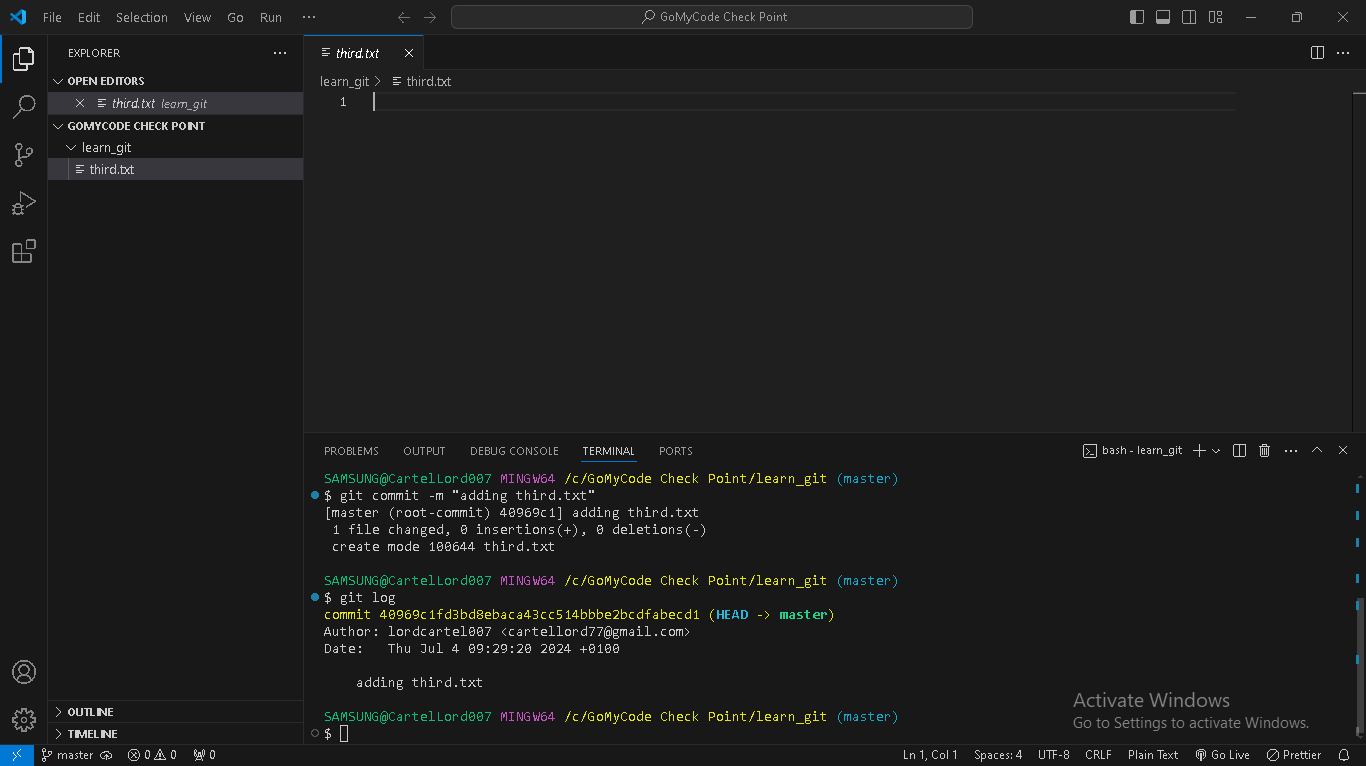 File Edit Selection View Go Run ···
GoMyCode Check Point
EXPLORER ···
OPEN EDITORS
third.txt learn_git
GOMYCODE CHECK POINT
learn_git
third.txt
OUTLINE
TIMELINE
third.txt
learn_git > third.txt
1
PROBLEMS OUTPUT DEBUG CONSOLE TERMINAL PORTS
bash - learn_git
SAMSUNG@CartelLord007 MINGW64 /c/GoMyCode Check Point/learn_git (master)
$ git commit -m "adding third.txt"
[master (root-commit) 40969c1] adding third.txt
1 file changed, 0 insertions(+), 0 deletions(-)
create mode 100644 third.txt
SAMSUNG@CartelLord007 MINGW64 /c/GoMyCode Check Point/learn_git (master)
$ git log
commit 40969c1fd3bd8ebaca43cc514bbbe2bcdfabecd1 (HEAD -> master)
Author: lordcartel007 <cartellord77@gmail.com>
Date: Thu Jul 4 09:29:20 2024 +0100
adding third.txt
SAMSUNG@CartelLord007 MINGW64 /c/GoMyCode Check Point/learn_git (master)
$
Activate Windows
Go to Settings to activate Windows.
master 0 0 0 Ln 1, Col 1 Spaces: 4 UTF-8 CRLF Plain Text Go Live Prettier